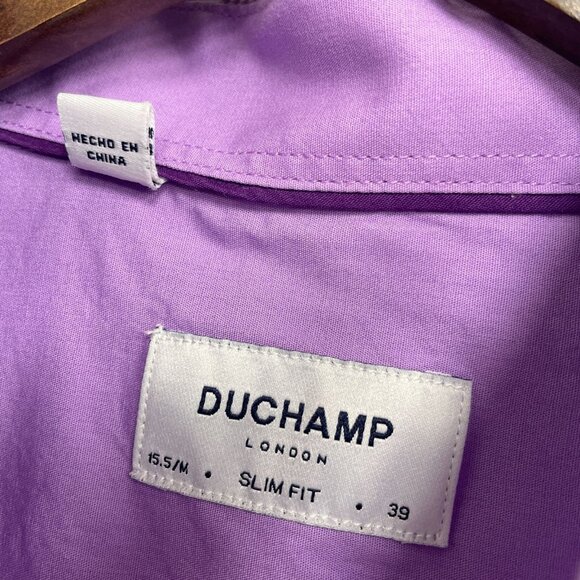 HECHO EN
CHINA
DUCHAMP
LONDON
15.5/M • SLIM FIT • 39